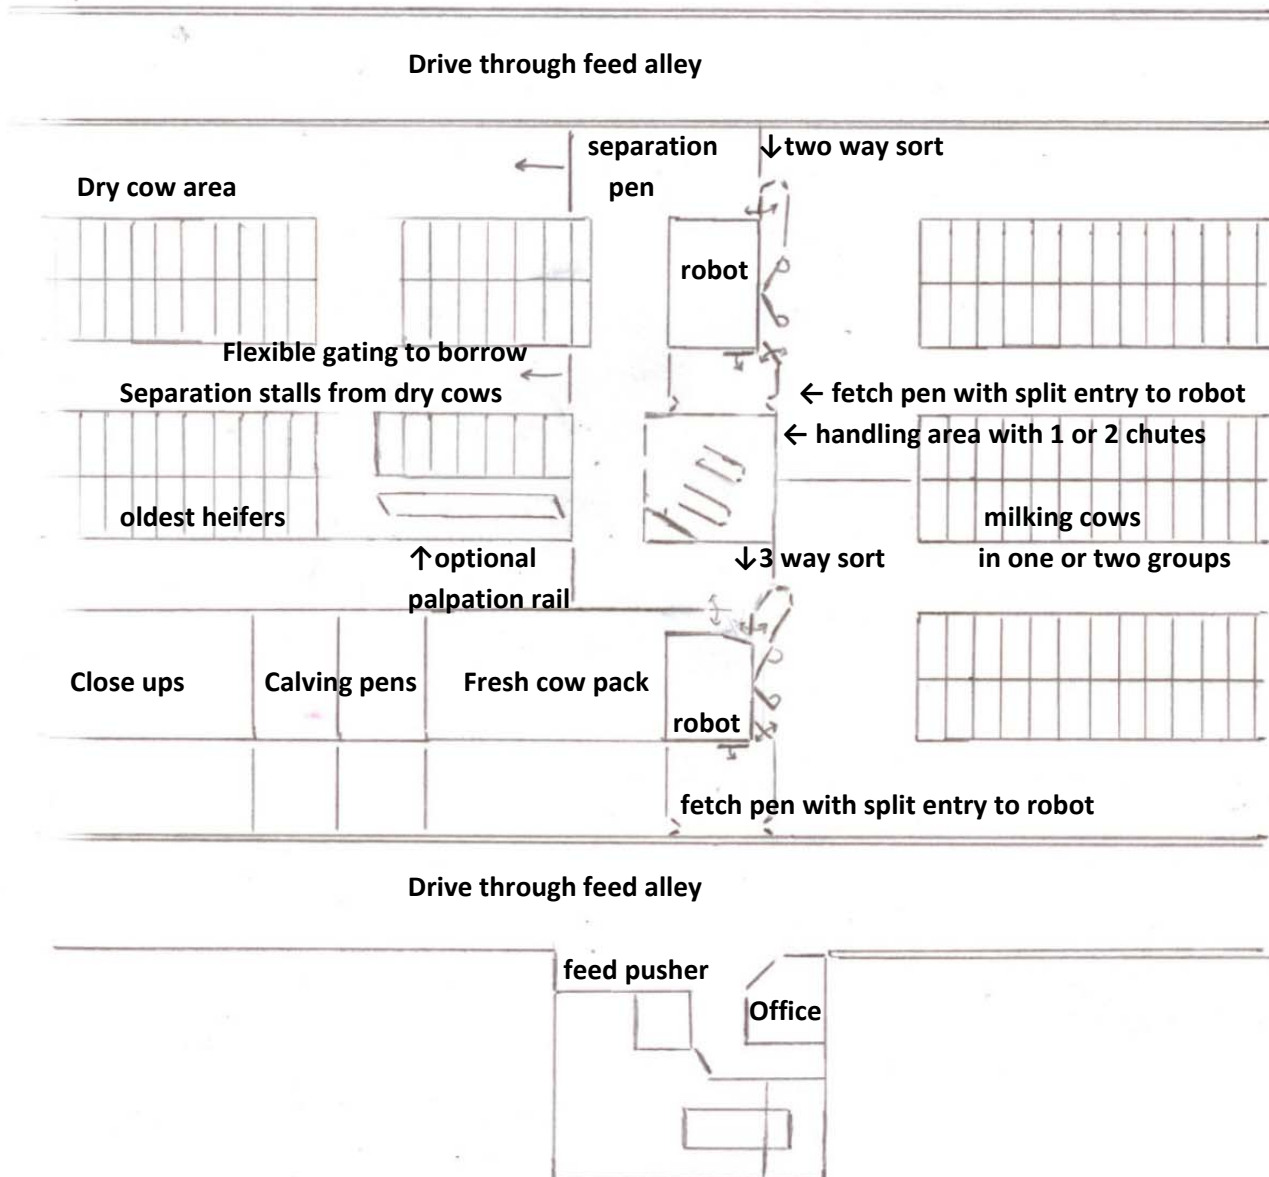 Drive through feed alley
separation
pen
↓two way sort
Dry cow area
robot
Flexible gating to borrow
Separation stalls from dry cows
← fetch pen with split entry to robot
← handling area with 1 or 2 chutes
oldest heifers
milking cows
in one or two groups
↑optional
palpation rail
↓3 way sort
Close ups
Calving pens
Fresh cow pack
robot
fetch pen with split entry to robot
Drive through feed alley
feed pusher
Office